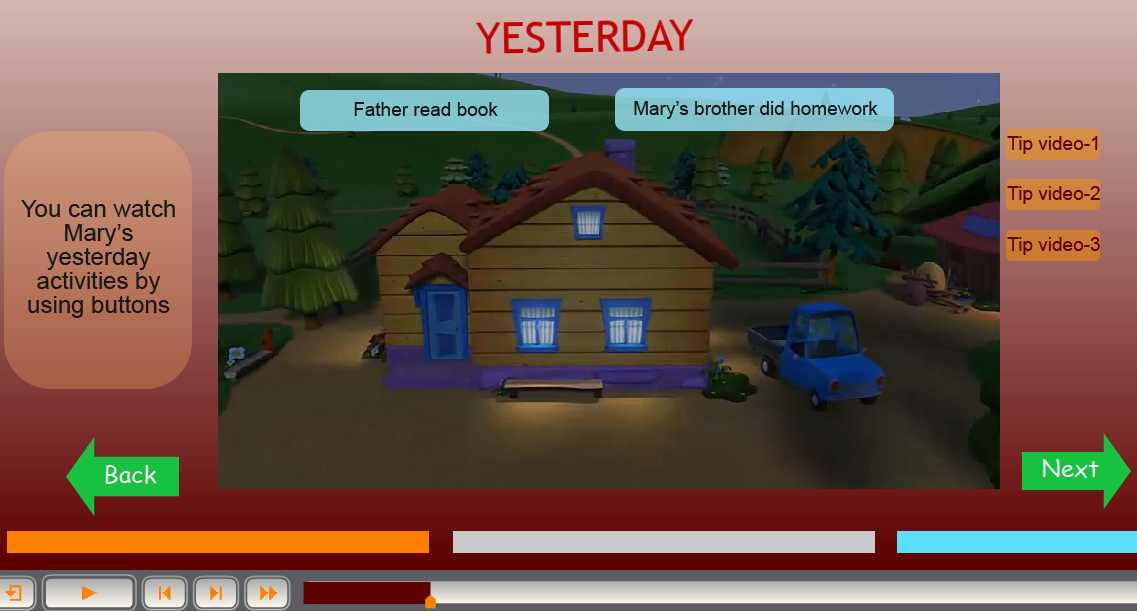 YESTERDAY
Father read book
Mary's brother did homework
You can watch
Mary's
yesterday
activities by
using buttons
Tip video-1
Tip video-2
Tip video-3
Back
Next